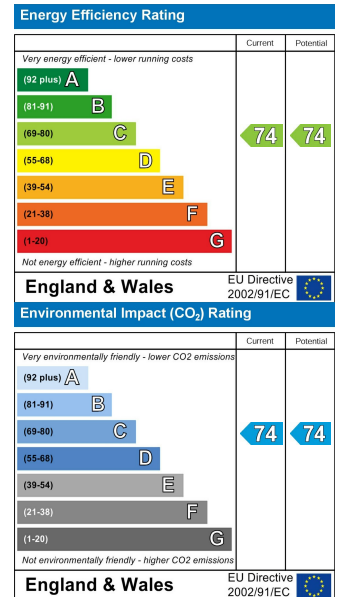 Energy Efficiency Rating
Current Potential
Very energy efficient - lower running costs
(92 plus) A
(81-91) B
(69-80) C 74 74
(55-68) D
(39-54) E
(21-38) F
(1-20) G
Not energy efficient - higher running costs
England & Wales
EU Directive
2002/91/EC
Environmental Impact (CO₂) Rating
Current Potential
Very environmentally friendly - lower CO2 emissions
(92 plus) A
(81-91) B
(69-80) C 74 74
(55-68) D
(39-54) E
(21-38) F
(1-20) G
Not environmentally friendly - higher CO2 emissions
England & Wales
EU Directive
2002/91/EC